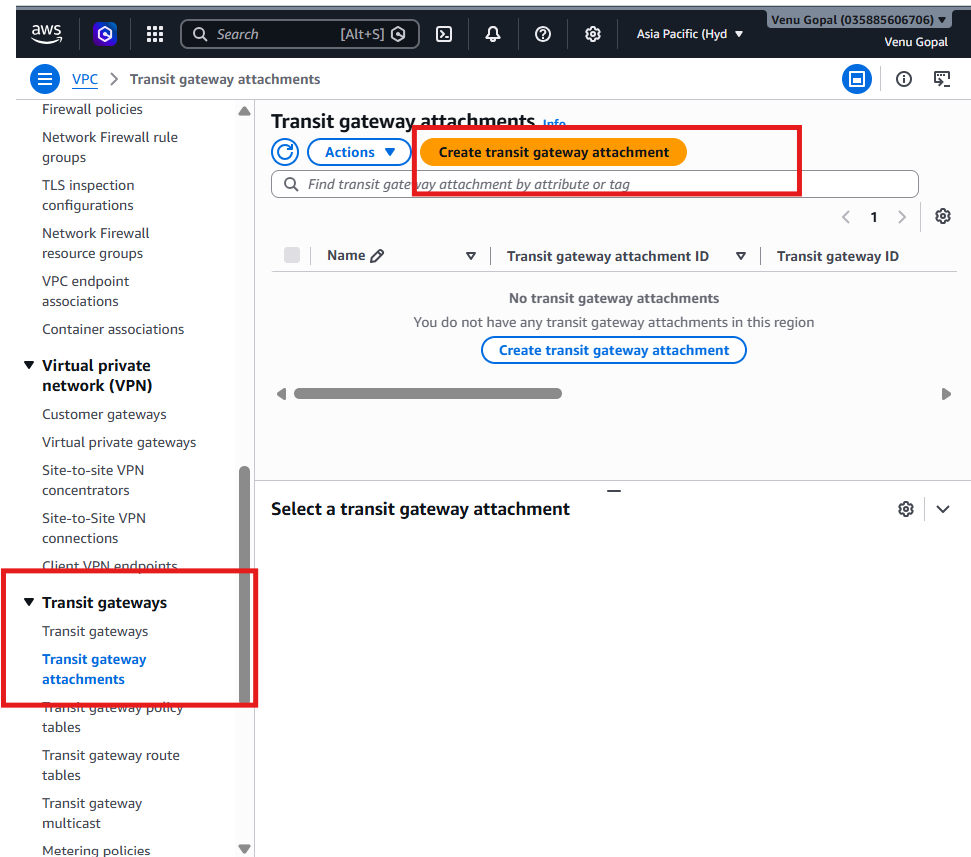 aws
Search [Alt+S]
Asia Pacific (Hyd
Venu Gopal (035885606706)
Venu Gopal
VPC
Transit gateway attachments
Firewall policies
Network Firewall rule
groups
TLS inspection
configurations
Network Firewall
resource groups
VPC endpoint
associations
Container associations
Virtual private
network (VPN)
Customer gateways
Virtual private gateways
Site-to-site VPN
concentrators
Site-to-Site VPN
connections
Client VPN endpoints
Transit gateways
Transit gateways
Transit gateway
attachments
Transit gateway policy
tables
Transit gateway route
tables
Transit gateway
multicast
Metering policies
Transit gateway attachments Info
Actions
Create transit gateway attachment
Find transit gateway attachment by attribute or tag
1
Name
Transit gateway attachment ID
Transit gateway ID
No transit gateway attachments
You do not have any transit gateway attachments in this region
Create transit gateway attachment
Select a transit gateway attachment